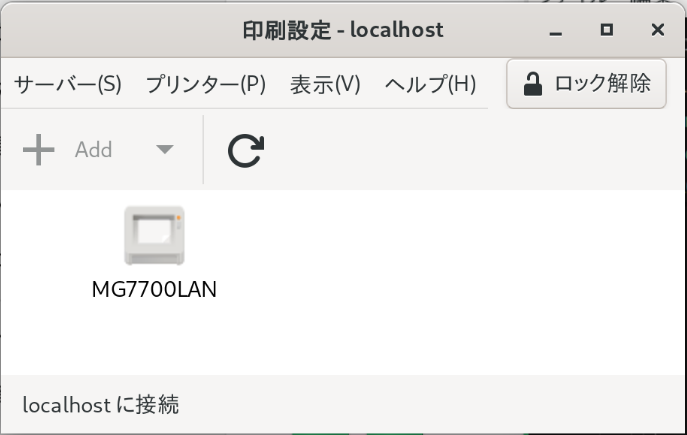 印刷設定 - localhost
サーバー(S) プリンター(P) 表示(V) ヘルプ(H) ロック解除
Add
MG7700LAN
localhost に接続